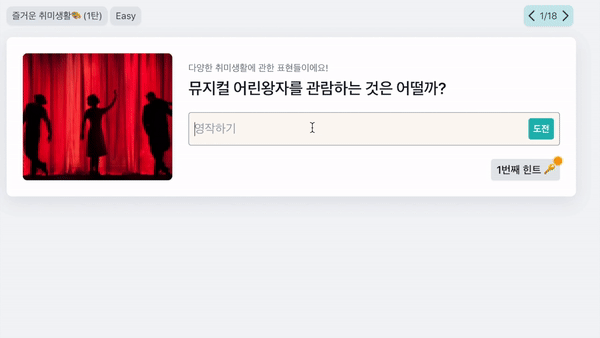 즐거운 취미생활🎨 (1탄) Easy
1/18
다양한 취미생활에 관한 표현들이에요!
뮤지컬 어린왕자를 관람하는 것은 어떨까?
영작하기
도전
1번째 힌트 🔑